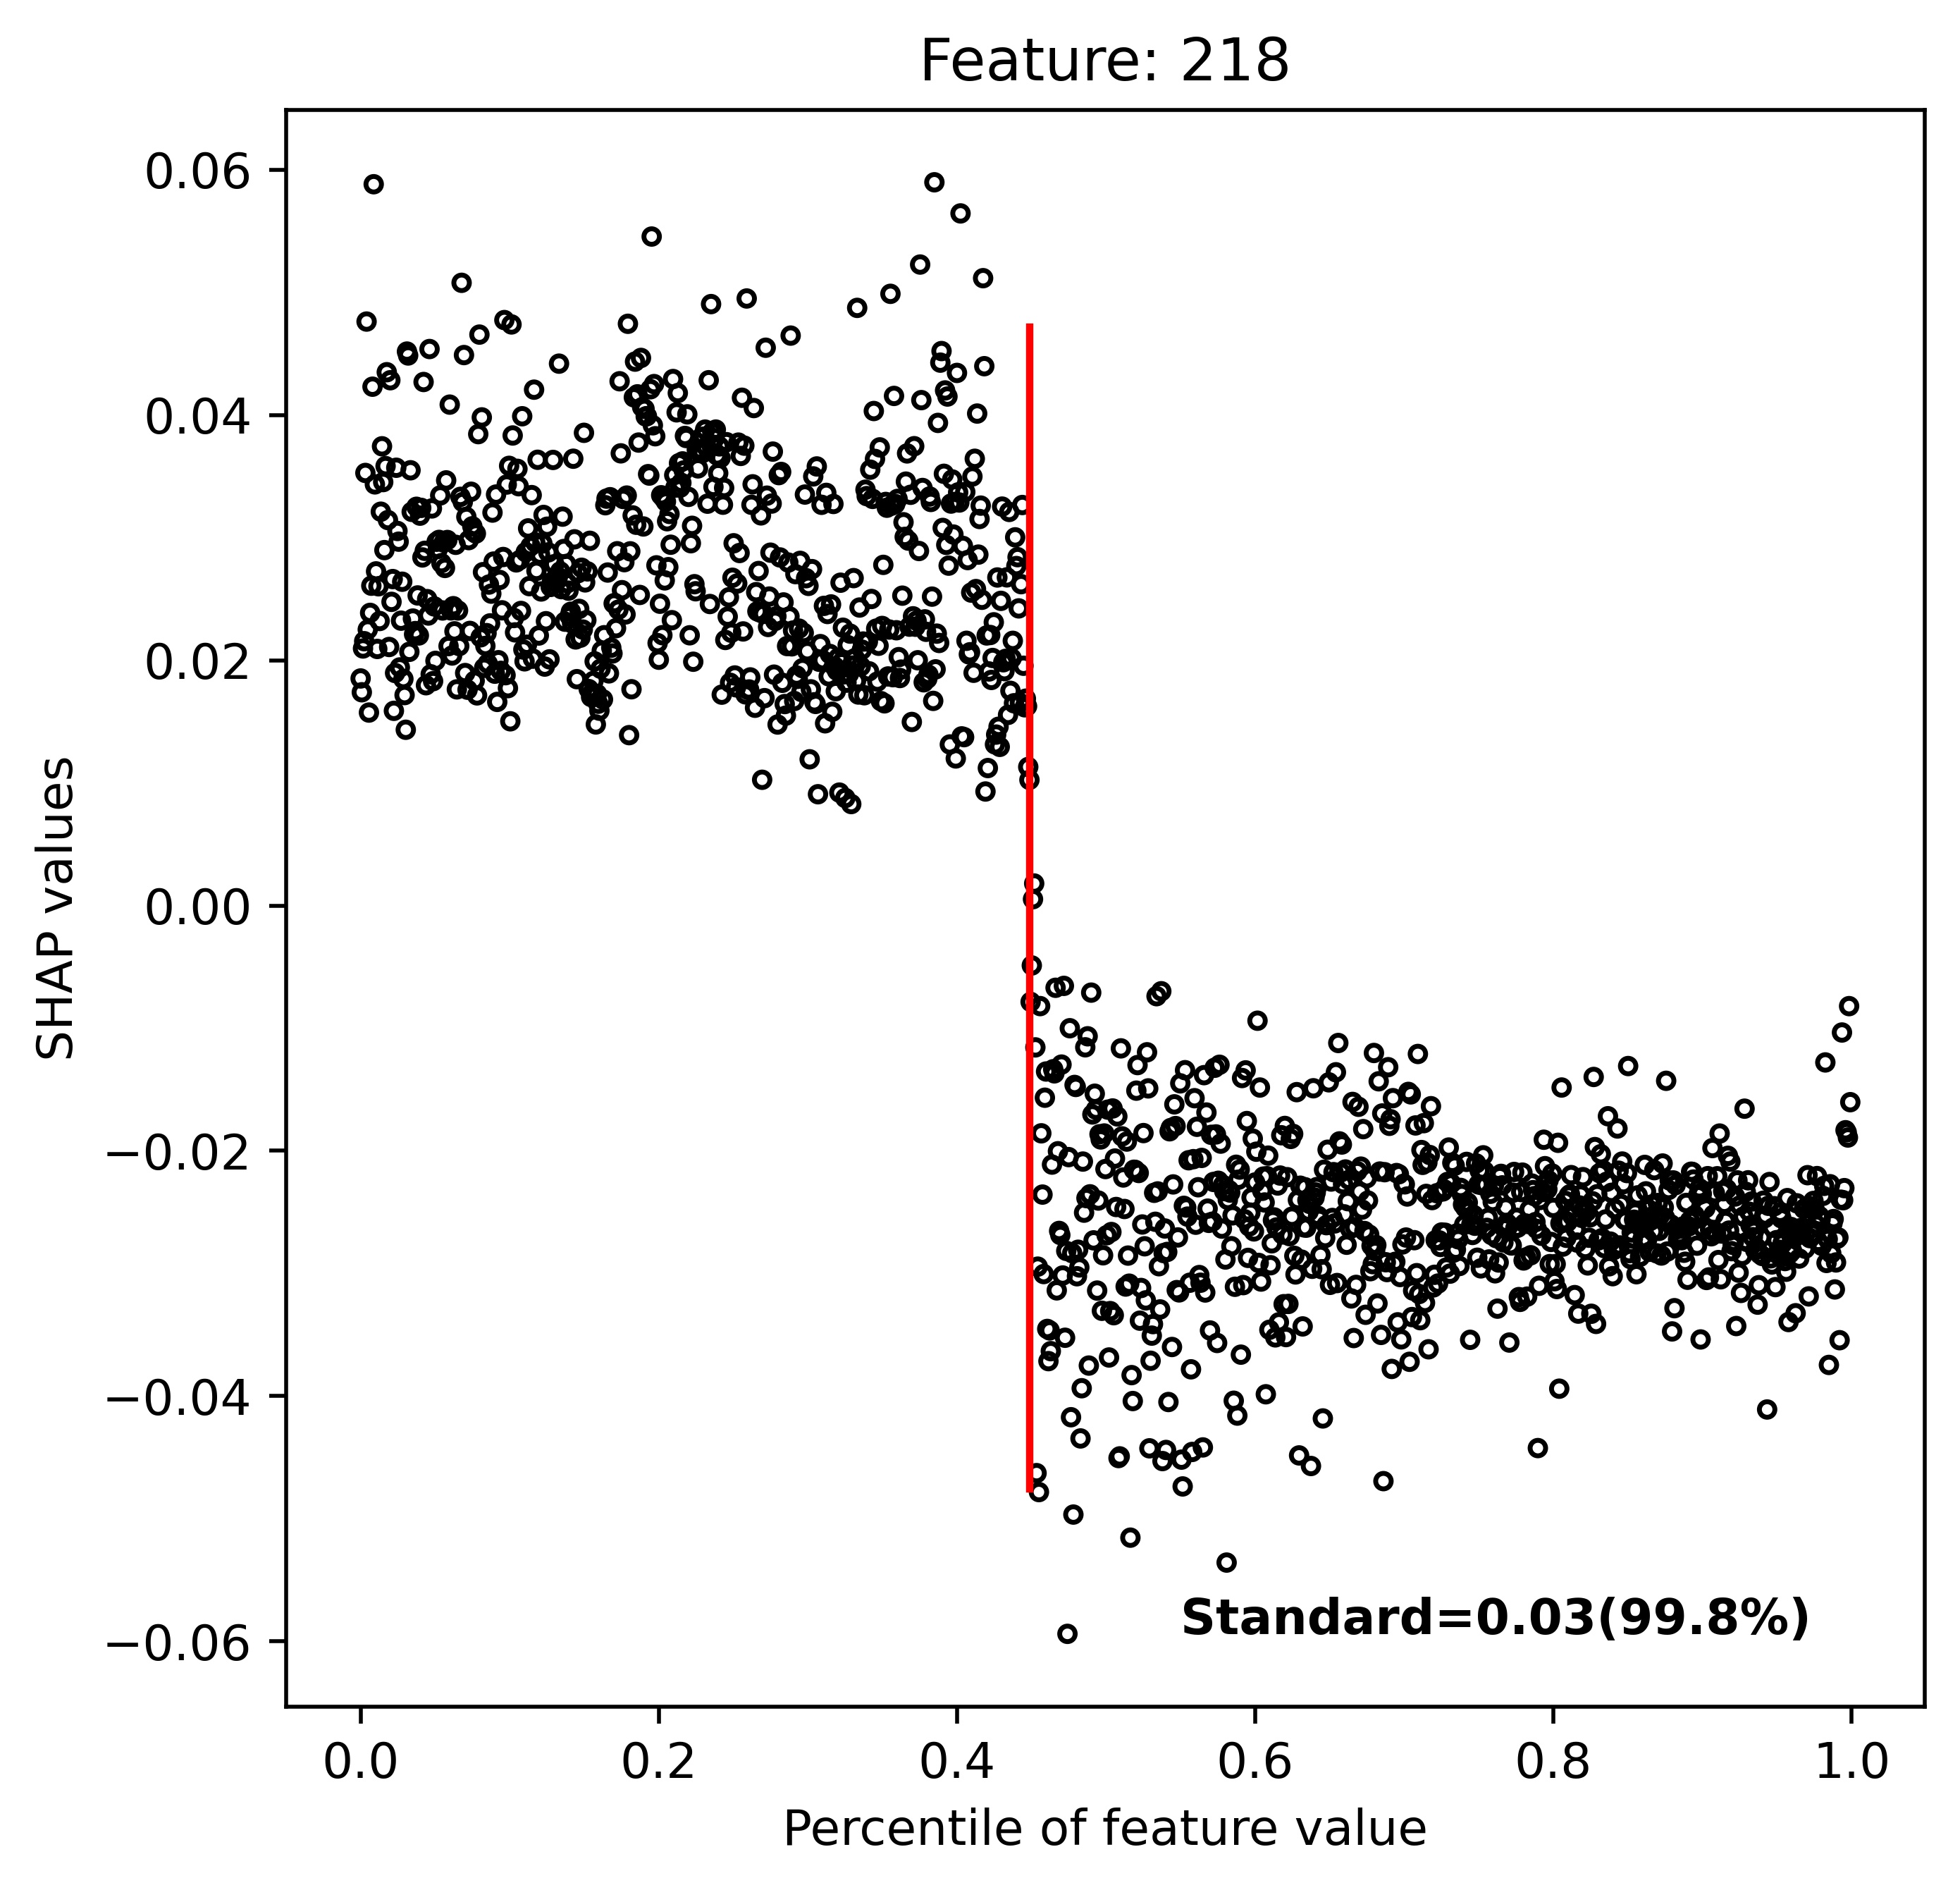 Feature: 218
0.06
0.04
0.02
0.00
−0.02
−0.04
−0.06
SHAP values
Standard=0.03(99.8%)
0.0 0.2 0.4 0.6 0.8 1.0
Percentile of feature value